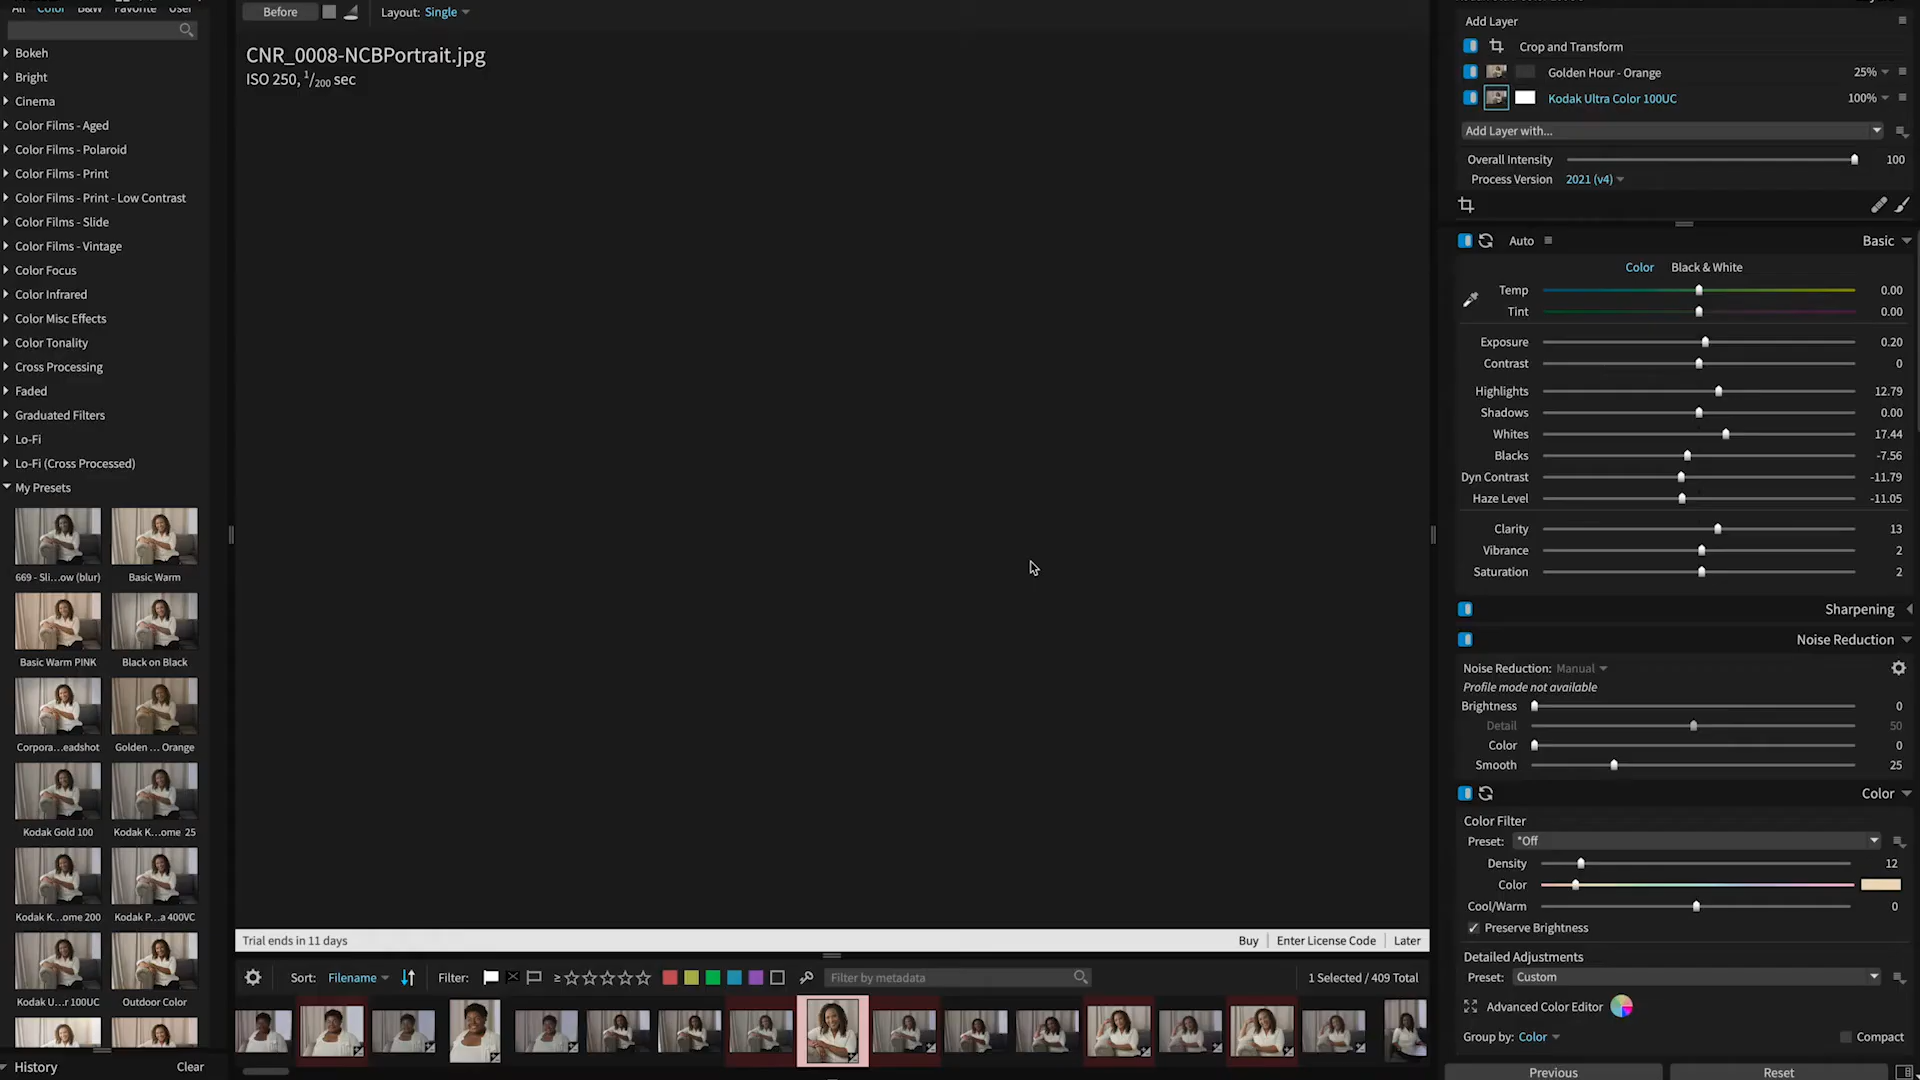 All Color B&W Favorite User
Bokeh
Bright
Cinema
Color Films - Aged
Color Films - Polaroid
Color Films - Print
Color Films - Print - Low Contrast
Color Films - Slide
Color Films - Vintage
Color Focus
Color Infrared
Color Misc Effects
Color Tonality
Cross Processing
Faded
Graduated Filters
Lo-Fi
Lo-Fi (Cross Processed)
My Presets
669 - Sli...ow (blur) Basic Warm
Basic Warm PINK Black on Black
Corpora...eadshot Golden ... Orange
Kodak Gold 100 Kodak K...ome 25
Kodak K...ome 200 Kodak P...a 400VC
Kodak U...r 100UC Outdoor Color
History Clear
Before Layout: Single
CNR_0008-NCBPortrait.jpg
ISO 250, 1/200 sec
Trial ends in 11 days Buy Enter License Code Later
Sort: Filename Filter: ≥ Filter by metadata 1 Selected / 409 Total
Add Layer
Crop and Transform
Golden Hour - Orange 25%
Kodak Ultra Color 100UC 100%
Add Layer with...
Overall Intensity 100
Process Version 2021 (v4)
Auto Basic
Color Black & White
Temp 0.00
Tint 0.00
Exposure 0.20
Contrast 0
Highlights 12.79
Shadows 0.00
Whites 17.44
Blacks -7.56
Dyn Contrast -11.79
Haze Level -11.05
Clarity 13
Vibrance 2
Saturation 2
Sharpening
Noise Reduction
Noise Reduction: Manual
Profile mode not available
Brightness 0
Detail 50
Color 0
Smooth 25
Color
Color Filter
Preset: *Off
Density 12
Color
Cool/Warm 0
Preserve Brightness
Detailed Adjustments
Preset: Custom
Advanced Color Editor
Group by: Color Compact
Previous Reset